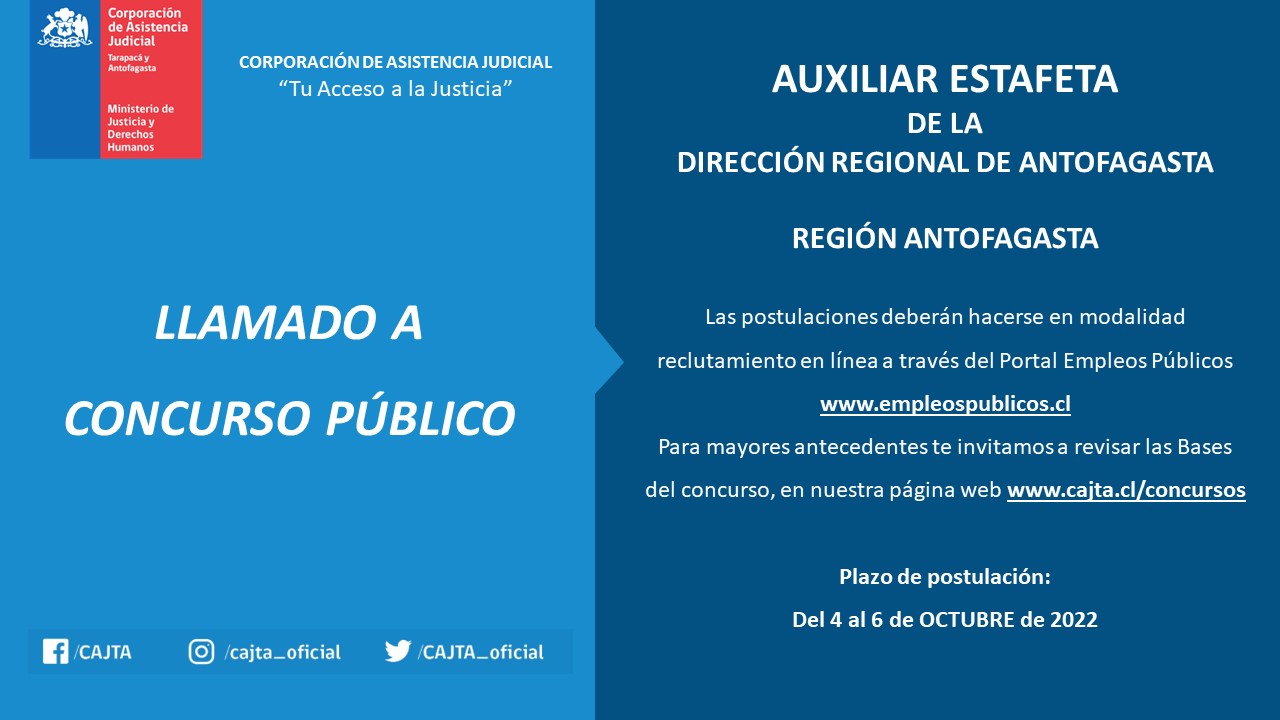 Corporación
de Asistencia
Judicial
Tarapacá y
Antofagasta
Ministerio de
Justicia y
Derechos
Humanos
CORPORACIÓN DE ASISTENCIA JUDICIAL
“Tu Acceso a la Justicia”
LLAMADO A
CONCURSO PÚBLICO
/CAJTA
/cajta_oficial
/CAJTA_oficial
AUXILIAR ESTAFETA
DE LA
DIRECCIÓN REGIONAL DE ANTOFAGASTA
REGIÓN ANTOFAGASTA
Las postulaciones deberán hacerse en modalidad
reclutamiento en línea a través del Portal Empleos Públicos
www.empleospublicos.cl
Para mayores antecedentes te invitamos a revisar las Bases
del concurso, en nuestra página web www.cajta.cl/concursos
Plazo de postulación:
Del 4 al 6 de OCTUBRE de 2022